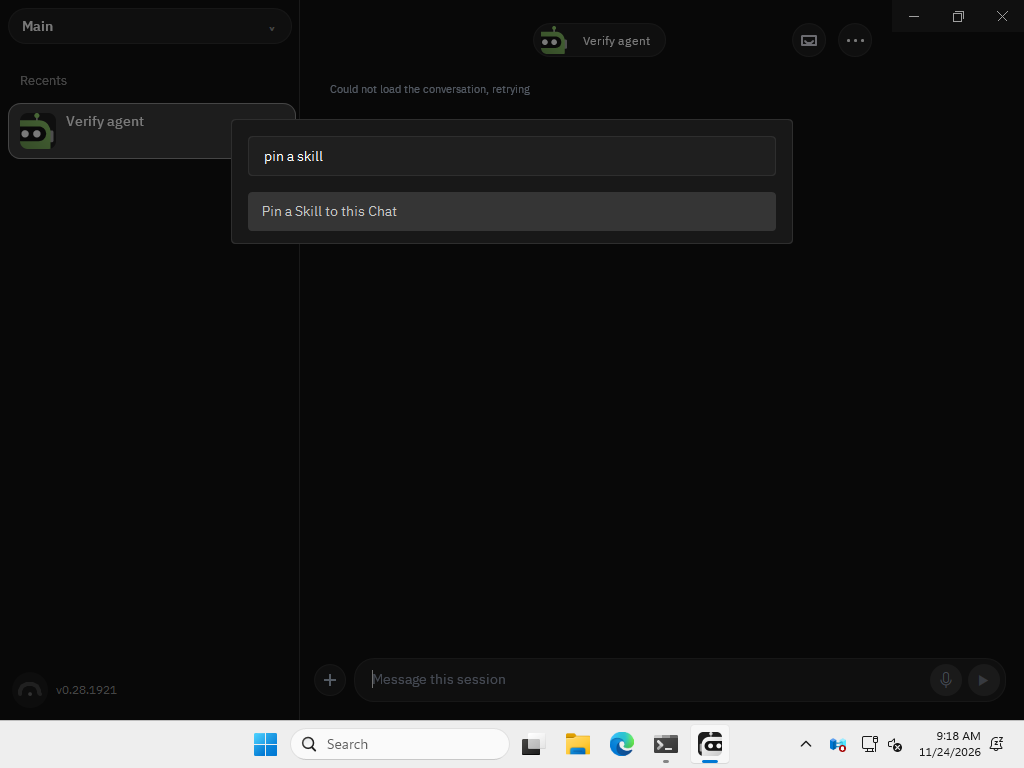 Main
Recents
Verify agent
v0.28.1921
Verify agent
Could not load the conversation, retrying
pin a skill
Pin a Skill to this Chat
Message this session
Search
9:18 AM
11/24/2026